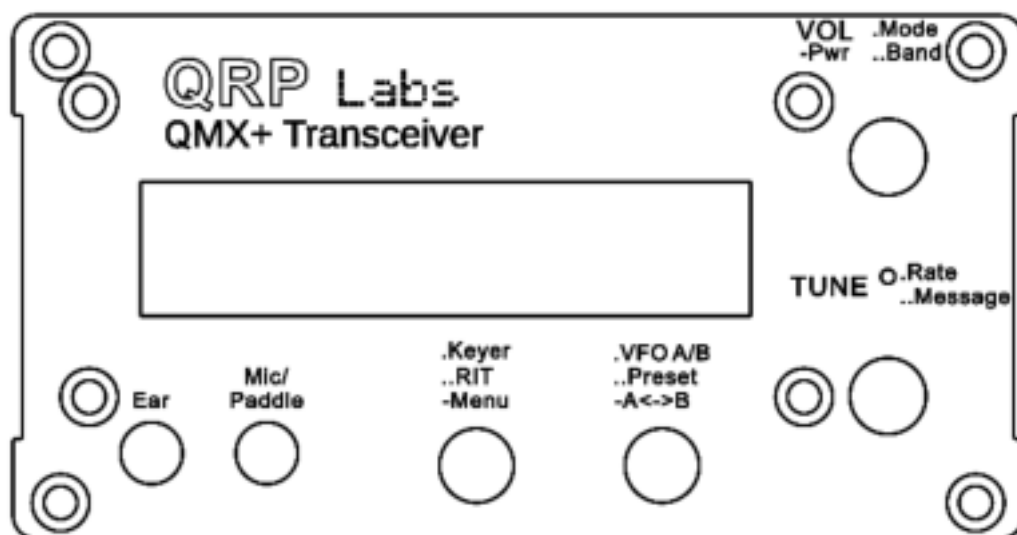 QRP Labs
QMX+ Transceiver
VOL
-Pwr
.Mode
..Band
TUNE
.Rate
..Message
Ear
Mic/
Paddle
.Keyer
..RIT
-Menu
.VFO A/B
..Preset
-A<->B